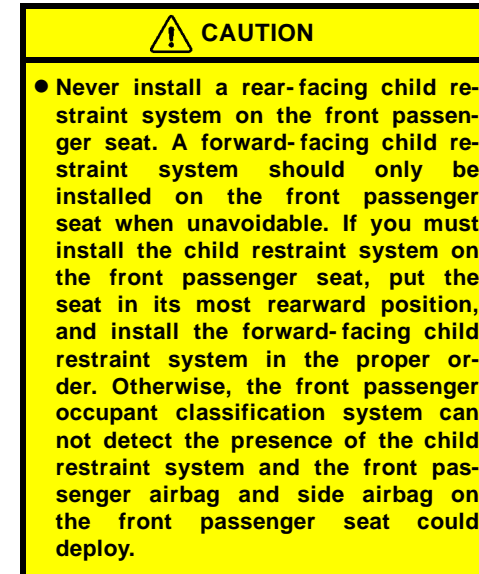 CAUTION
● Never install a rear-facing child re-
straint system on the front passen-
ger seat. A forward-facing child re-
straint system should only be
installed on the front passenger
seat when unavoidable. If you must
install the child restraint system on
the front passenger seat, put the
seat in its most rearward position,
and install the forward-facing child
restraint system in the proper or-
der. Otherwise, the front passenger
occupant classification system can
not detect the presence of the child
restraint system and the front pas-
senger airbag and side airbag on
the front passenger seat could
deploy.